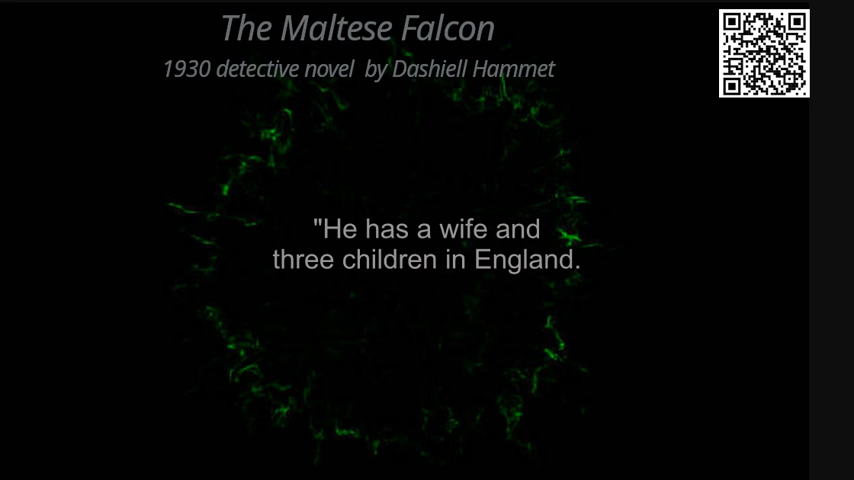 The Maltese Falcon
1930 detective novel by Dashiell Hammet
"He has a wife and
three children in England.